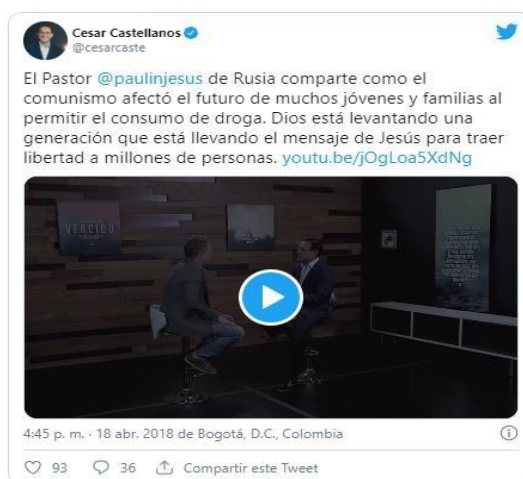 Cesar Castellanos
@cesarcaste
El Pastor @paulinjesus de Rusia comparte como el
comunismo afectó el futuro de muchos jóvenes y familias al
permitir el consumo de droga. Dios está levantando una
generación que está llevando el mensaje de Jesús para traer
libertad a millones de personas. youtu.be/jOgLoa5XdNg
VENCIDO
4:45 p. m. · 18 abr. 2018 de Bogotá, D.C., Colombia
93 36 Compartir este Tweet